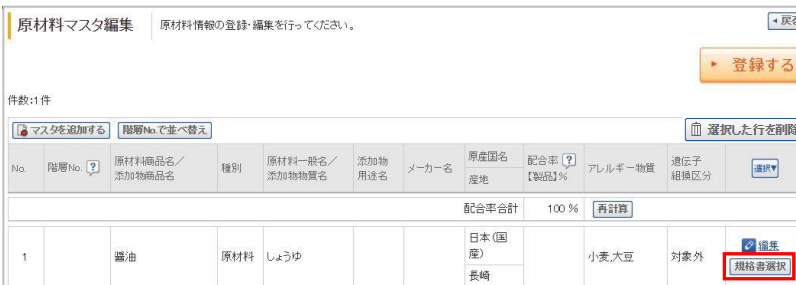 原材料マスタ編集 原材料情報の登録・編集を行ってください。
登録する
件数:1件
マスタを追加する 階層No.で並べ替え 選択した行を削除
No. 階層No. ? 原材料商品名／添加物商品名 種別 原材料一般名／添加物物質名 添加物用途名 メーカー名 原産国名 産地 配合率 ?【製品】% アレルギー物質 遺伝子組換区分 選択▼
配合率合計 100 % 再計算
1 醤油 原材料 しょうゆ 日本(国産) 長崎 小麦,大豆 対象外 編集
規格書選択